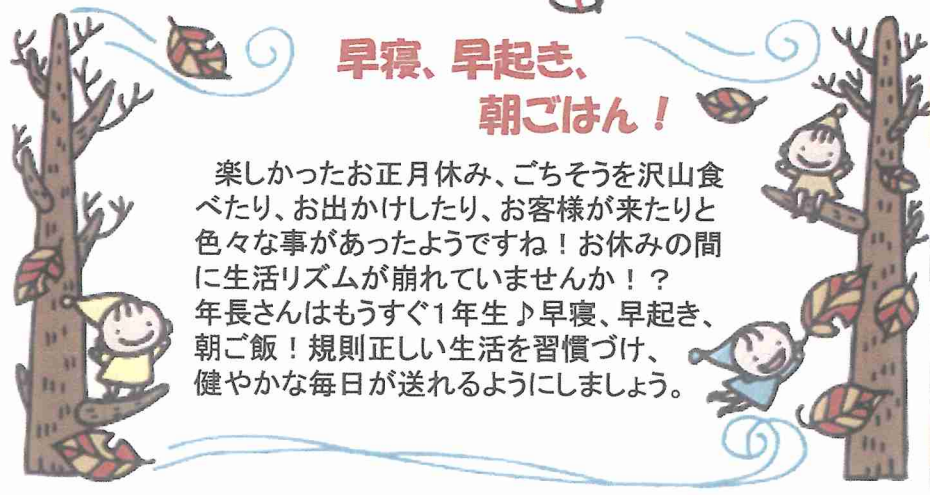 早寝、早起き、
朝ごはん！
楽しかったお正月休み、ごちそうを沢山食
べたり、お出かけしたり、お客様が来たりと
色々な事があったようですね！お休みの間
に生活リズムが崩れていませんか！？
年長さんはもうすぐ1年生♪早寝、早起き、
朝ご飯！規則正しい生活を習慣づけ、
健やかな毎日が送れるようにしましょう。